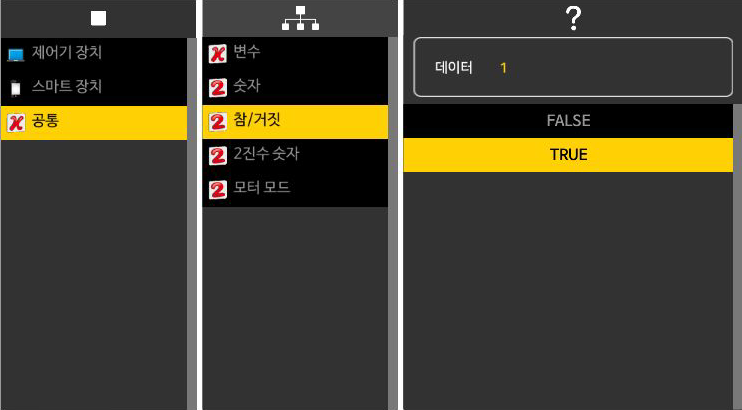 제어기 장치
스마트 장치
공통
변수
숫자
참/거짓
2진수 숫자
모터 모드
?
데이터 1
FALSE
TRUE